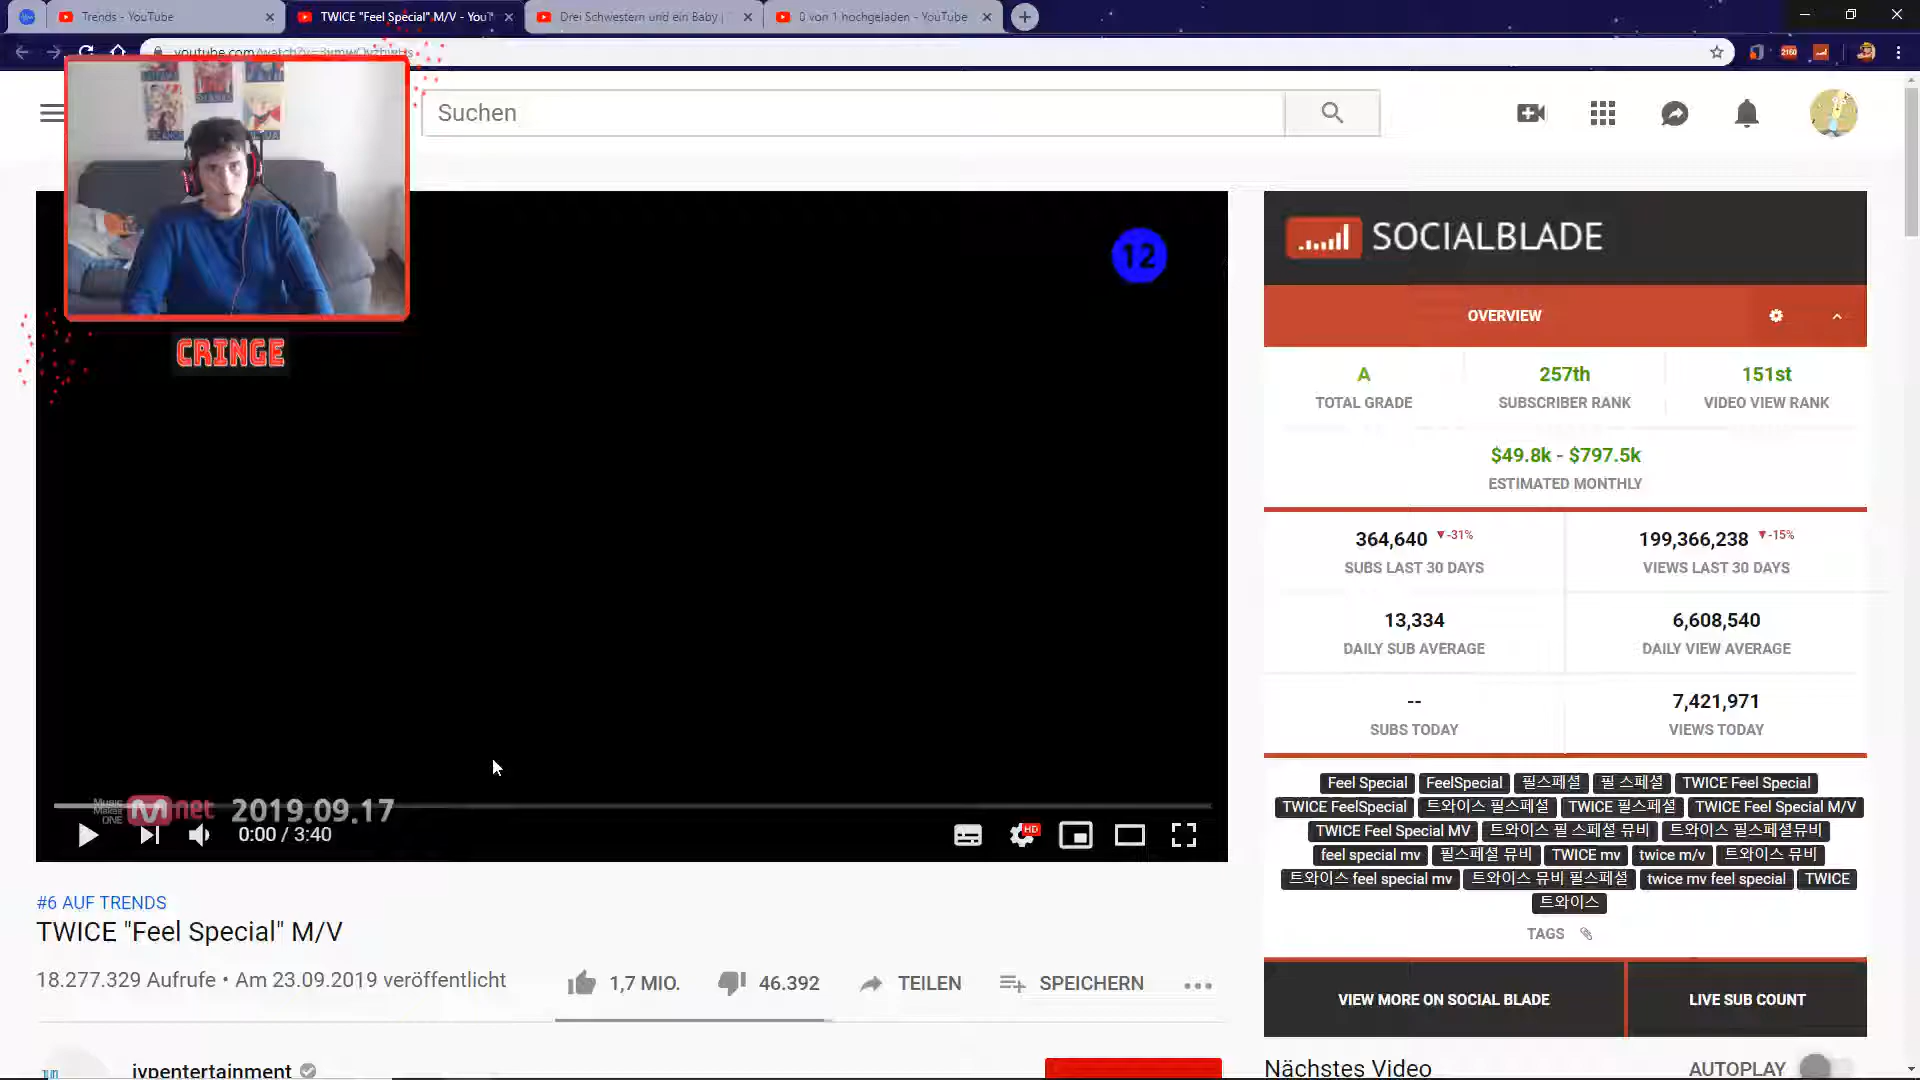 Trends - YouTube
TWICE "Feel Special" M/V - YouT
Drei Schwestern und ein Baby |
0 von 1 hochgeladen - YouTube
2160
Suchen
12
CRINGE
SOCIALBLADE
OVERVIEW
A
TOTAL GRADE
257th
SUBSCRIBER RANK
151st
VIDEO VIEW RANK
$49.8k - $797.5k
ESTIMATED MONTHLY
364,640 ▼-31%
SUBS LAST 30 DAYS
199,366,238 ▼-15%
VIEWS LAST 30 DAYS
13,334
DAILY SUB AVERAGE
6,608,540
DAILY VIEW AVERAGE
--
SUBS TODAY
7,421,971
VIEWS TODAY
Feel Special FeelSpecial 필스페셜 필 스페셜 TWICE Feel Special
TWICE FeelSpecial 트와이스 필스페셜 TWICE 필스페셜 TWICE Feel Special M/V
TWICE Feel Special MV 트와이스 필 스페셜 뮤비 트와이스 필스페셜뮤비
feel special mv 필스페셜 뮤비 TWICE mv twice m/v 트와이스 뮤비
트와이스 feel special mv 트와이스 뮤비 필스페셜 twice mv feel special TWICE
트와이스
TAGS
VIEW MORE ON SOCIAL BLADE
LIVE SUB COUNT
Nächstes Video
AUTOPLAY
Music Makes ONE Mnet 2019.09.17
0:00 / 3:40
HD
#6 AUF TRENDS
TWICE "Feel Special" M/V
18.277.329 Aufrufe • Am 23.09.2019 veröffentlicht
1,7 MIO.
46.392
TEILEN
SPEICHERN
jypentertainment